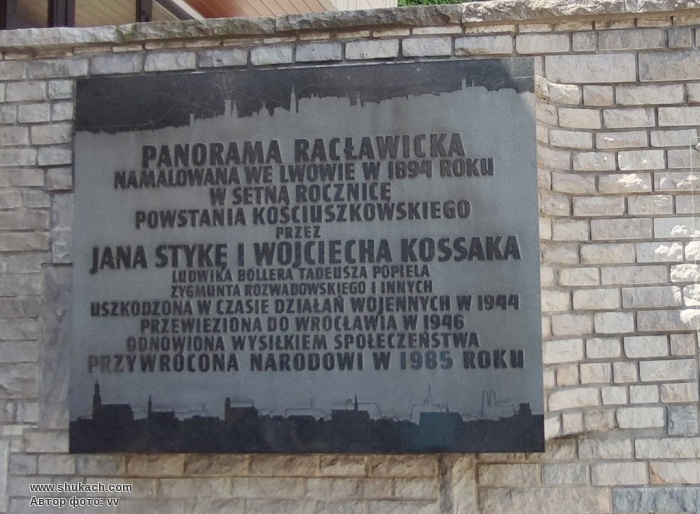 PANORAMA RACŁAWICKA
NAMALOWANA WE LWOWIE W 1894 ROKU
W SETNĄ ROCZNICĘ
POWSTANIA KOŚCIUSZKOWSKIEGO
PRZEZ
JANA STYKĘ I WOJCIECHA KOSSAKA
LUDWIKA BOLLERA TADEUSZA POPIELA
ZYGMUNTA ROZWADOWSKIEGO I INNYCH
USZKODZONA W CZASIE DZIAŁAŃ WOJENNYCH W 1944
PRZEWIEZIONA DO WROCŁAWIA W 1946
ODNOWIONA WYSIŁKIEM SPOŁECZEŃSTWA
PRZYWRÓCONA NARODOWI W 1985 ROKU
www.shukach.com
Автор фото: vv